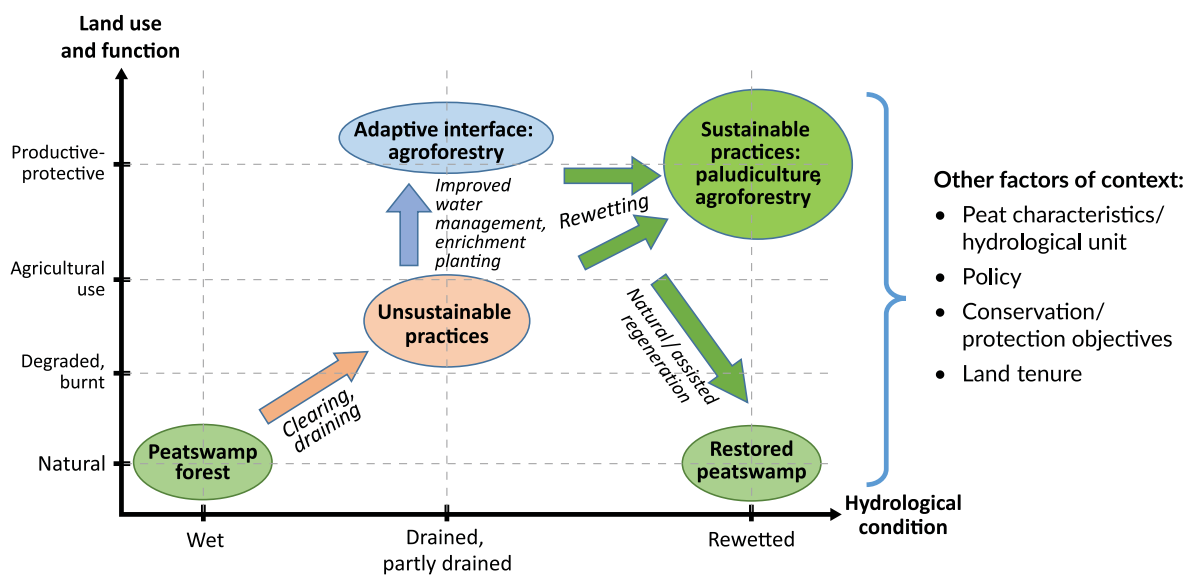 Land use
and function
Productive-
protective
Agricultural
use
Degraded,
burnt
Natural
Adaptive interface:
agroforestry
Improved
water
management,
enrichment
planting
Unsustainable
practices
Clearing,
draining
Peatswamp
forest
Rewetting
Sustainable
practices:
paludiculture,
agroforestry
Natural/assisted
regeneration
Restored
peatswamp
Wet
Drained,
partly drained
Rewetted
Hydrological
condition
Other factors of context:
• Peat characteristics/
hydrological unit
• Policy
• Conservation/
protection objectives
• Land tenure